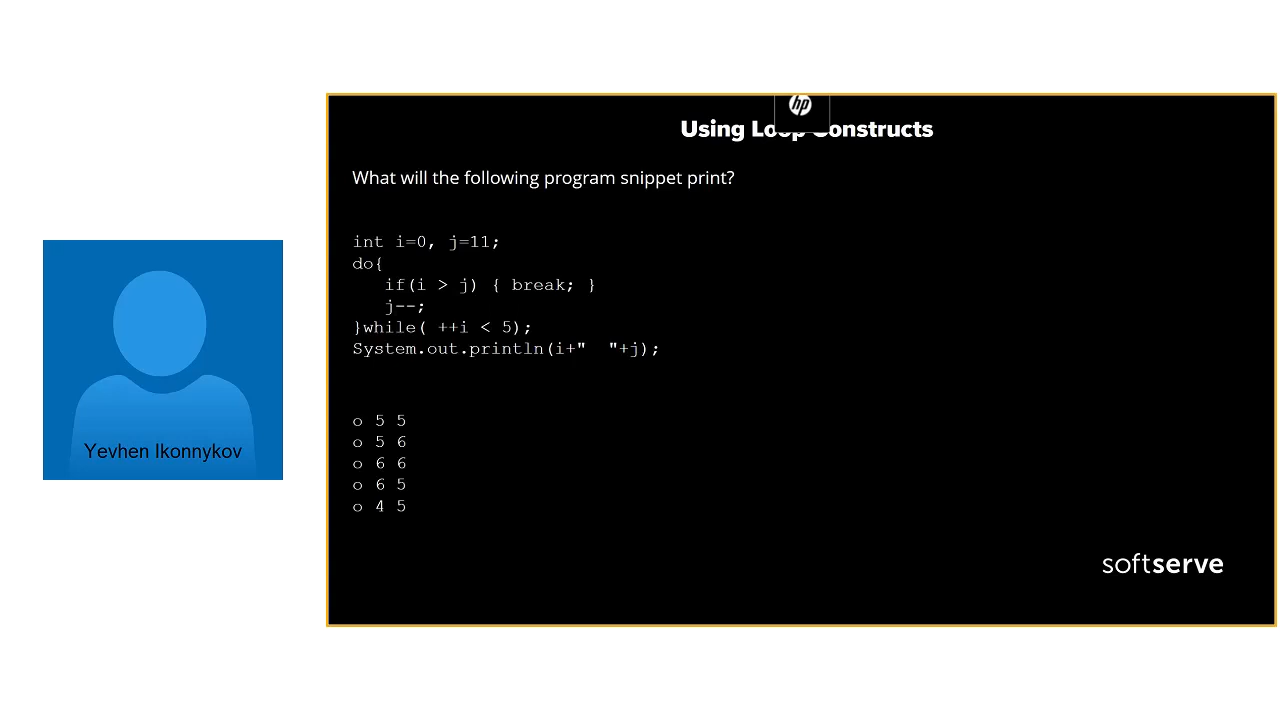 hp
Using Loop Constructs
What will the following program snippet print?
int i=0, j=11;
do{
if(i > j) { break; }
j--;
}while( ++i < 5);
System.out.println(i+"  "+j);
o 5 5
o 5 6
o 6 6
o 6 5
o 4 5
Yevhen Ikonnykov
softserve